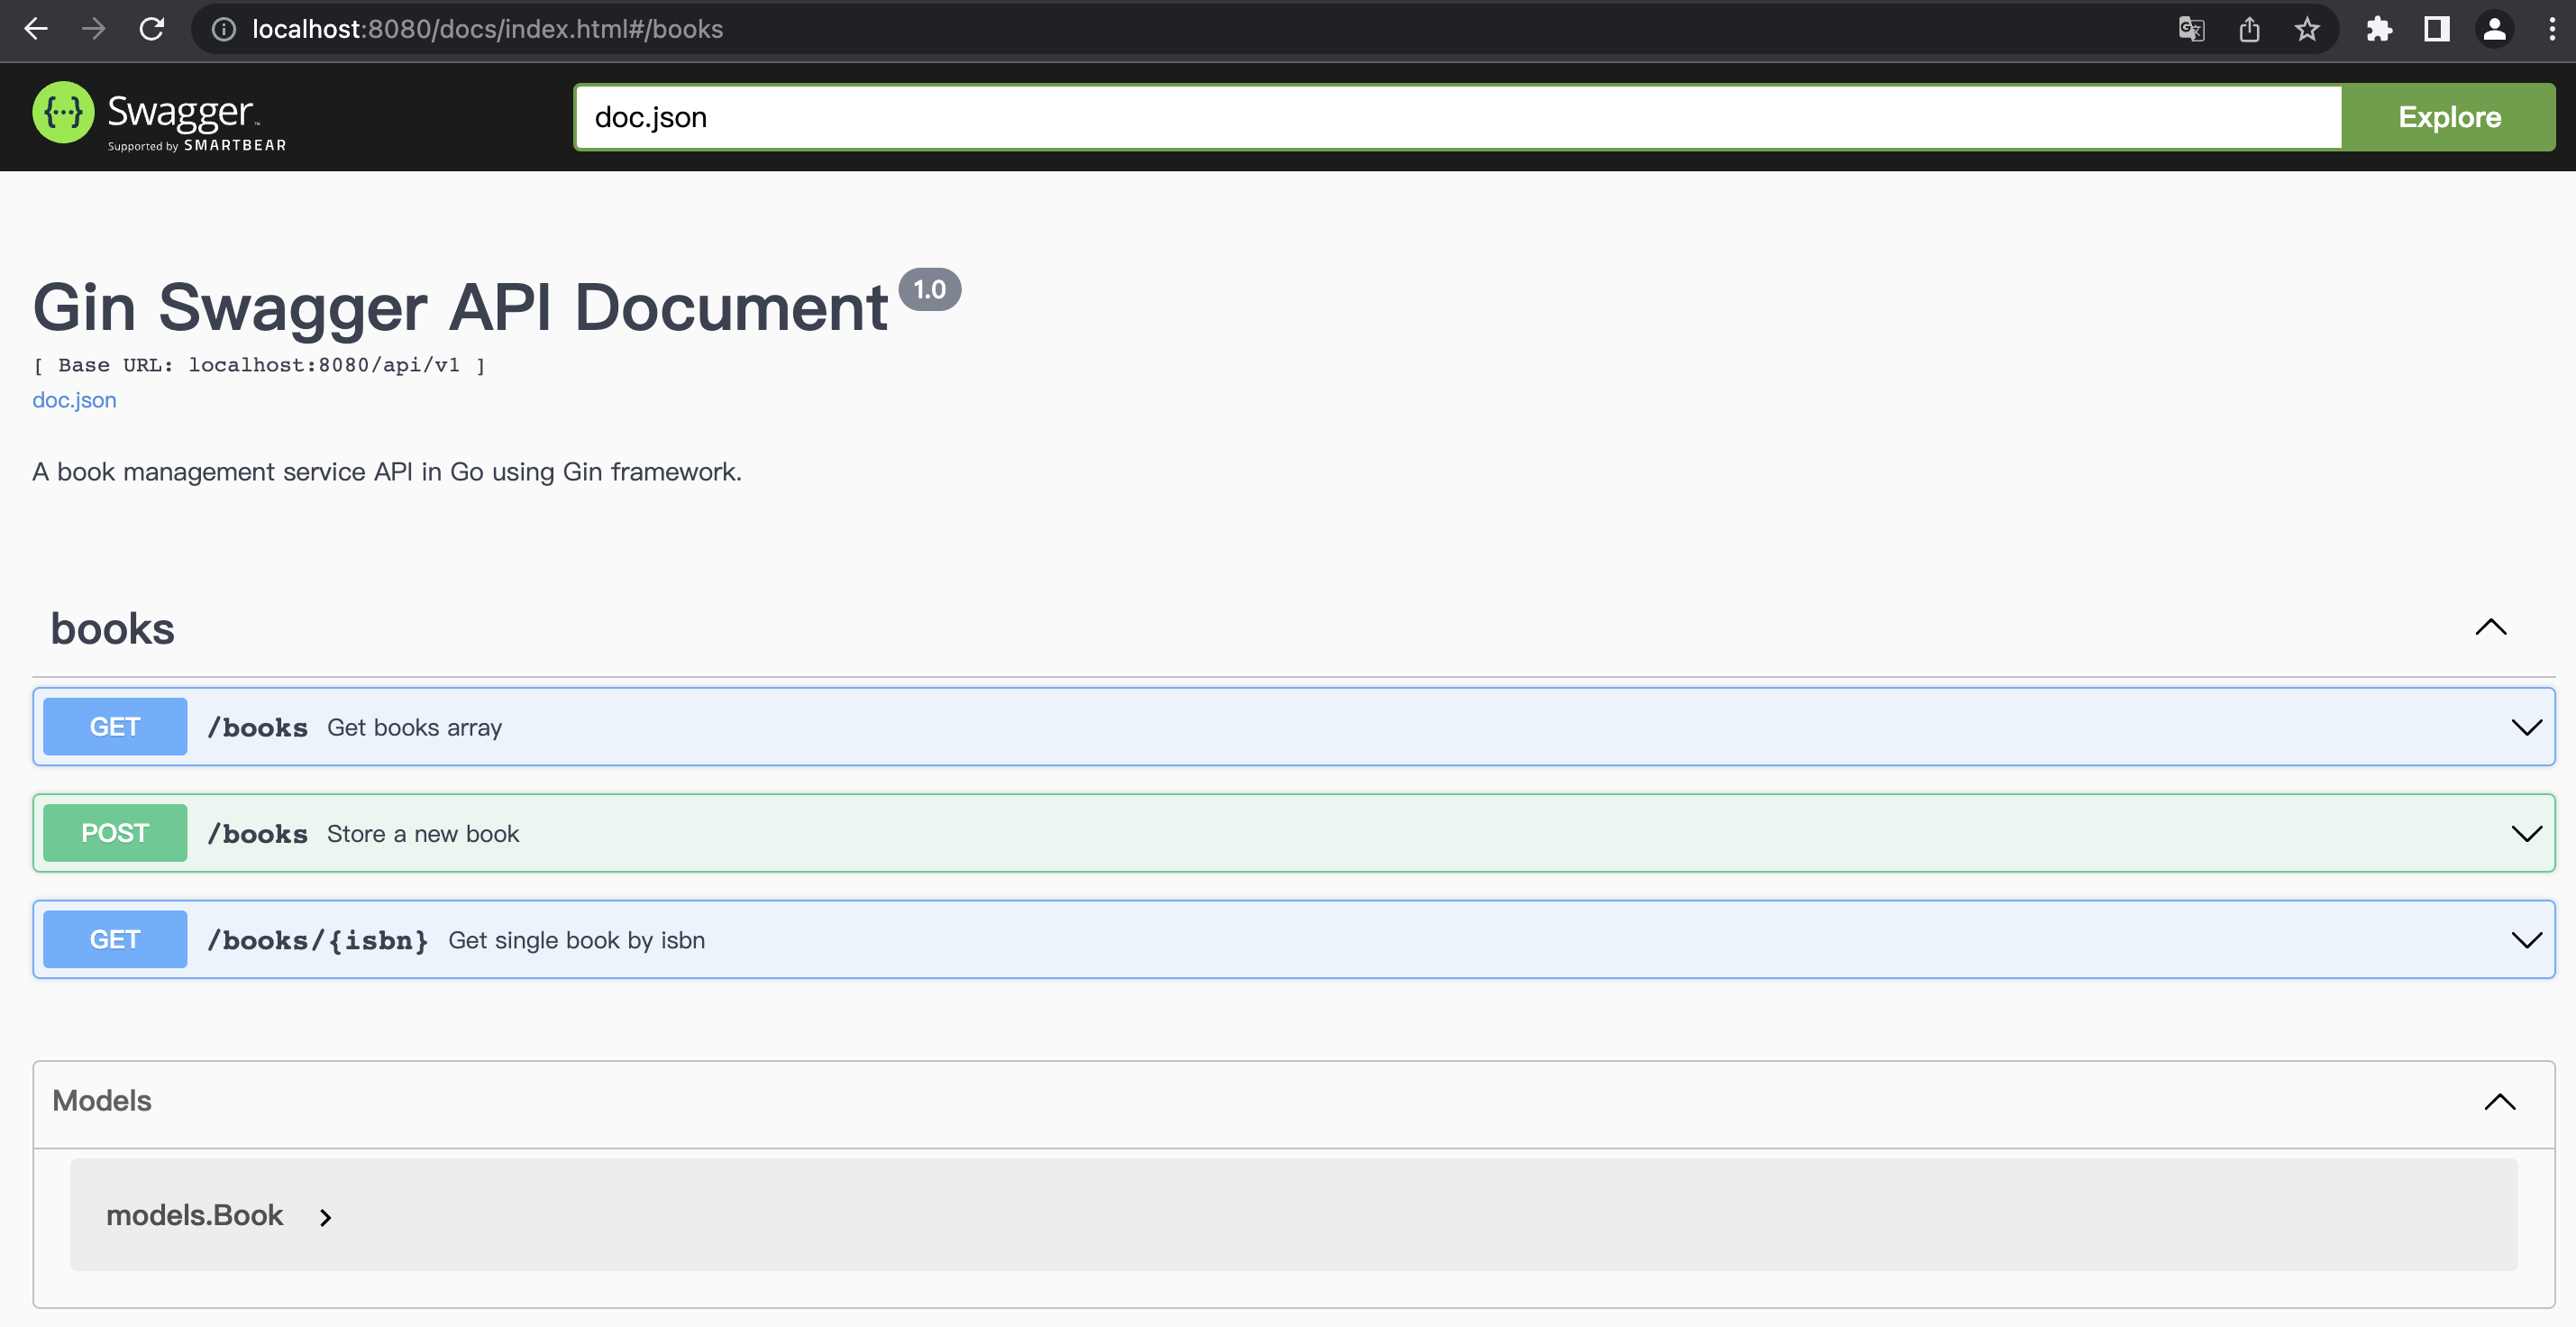 localhost:8080/docs/index.html#/books
{···} Swagger™
Supported by SMARTBEAR
doc.json
Explore
Gin Swagger API Document 1.0
[ Base URL: localhost:8080/api/v1 ]
doc.json
A book management service API in Go using Gin framework.
books
GET /books Get books array
POST /books Store a new book
GET /books/{isbn} Get single book by isbn
Models
models.Book